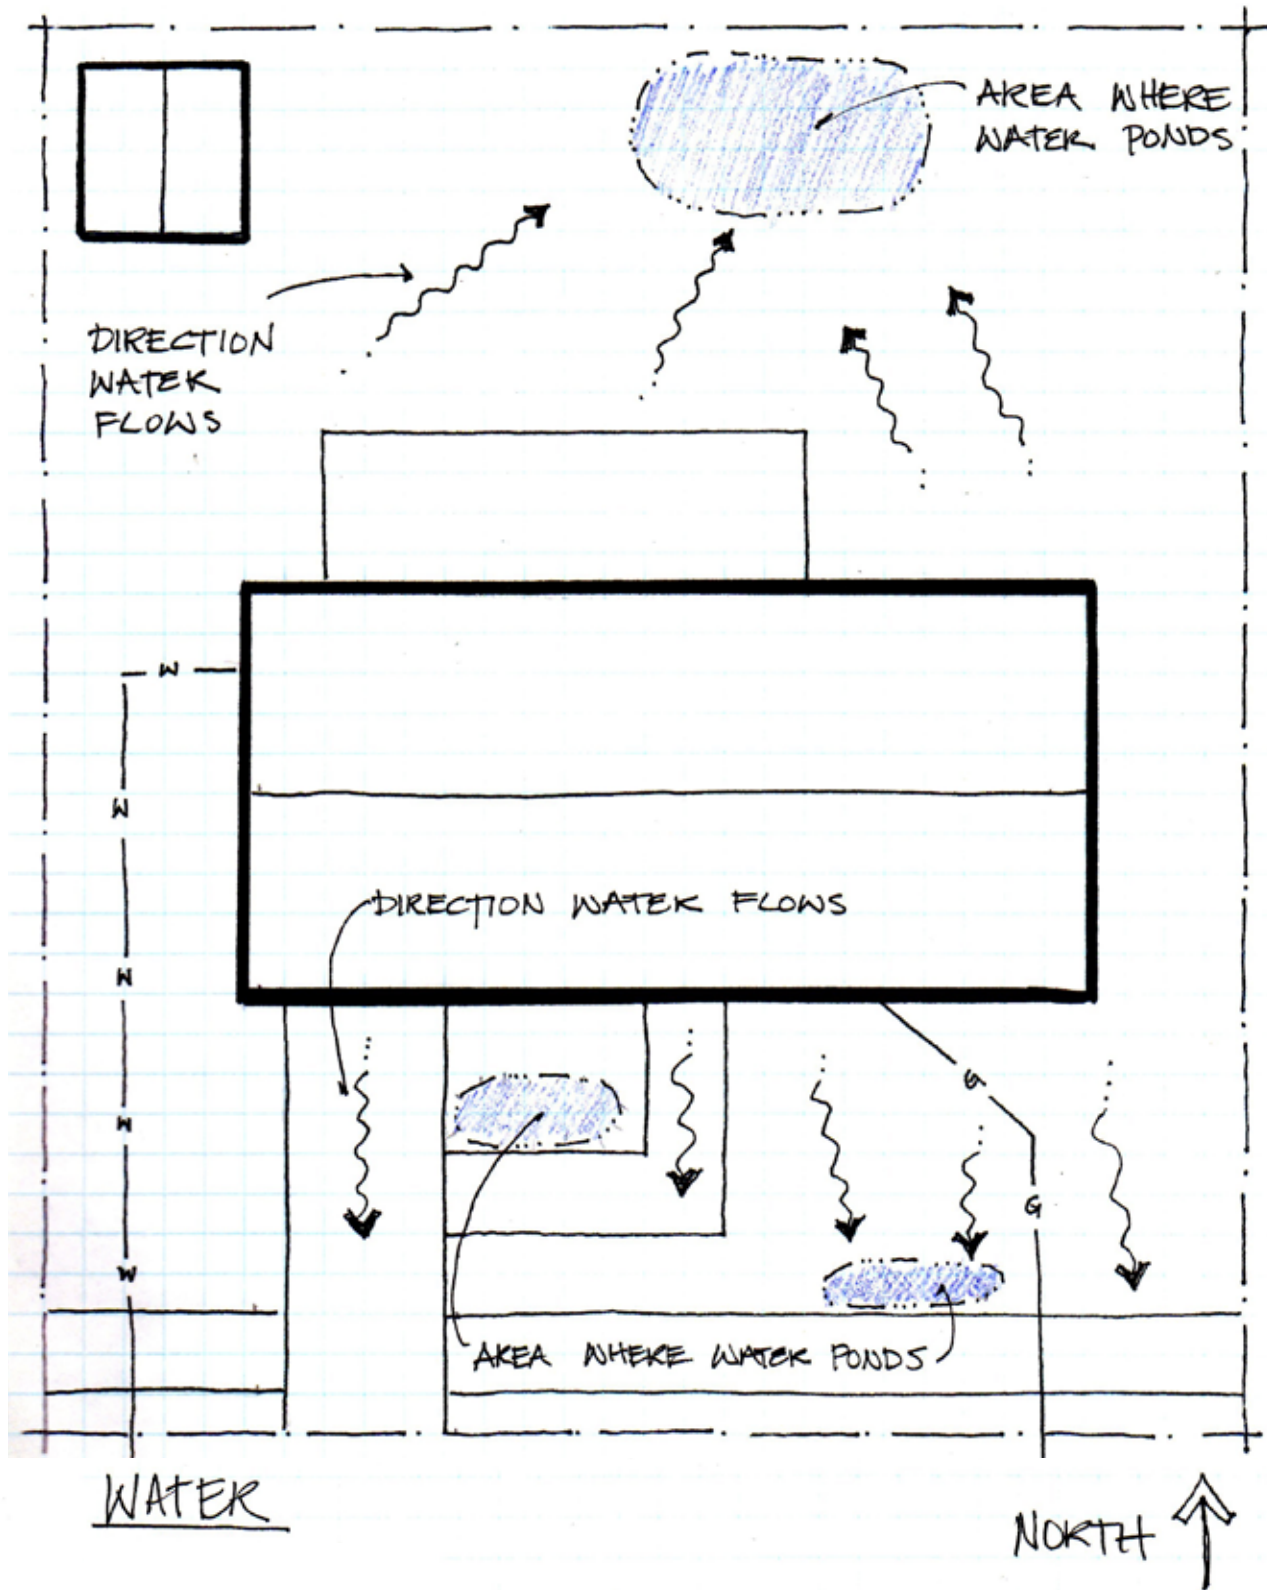 AREA WHERE
WATER PONDS
DIRECTION
WATER
FLOWS
W
W
DIRECTION WATER FLOWS
W
G
W
G
W
AREA WHERE WATER PONDS
WATER
NORTH